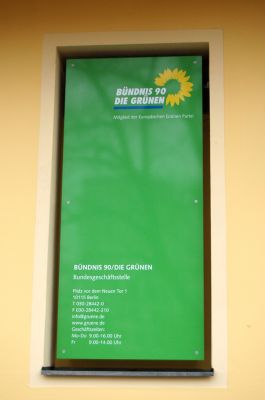 BÜNDNIS 90
DIE GRÜNEN
Mitglied der Europäischen Grünen Partei
BÜNDNIS 90/DIE GRÜNEN
Bundesgeschäftsstelle
Platz vor dem Neuen Tor 1
10115 Berlin
T 030-28442-0
F 030-28442-210
info@gruene.de
www.gruene.de
Geschäftszeiten:
Mo-Do 9.00-16.00 Uhr
Fr 9.00-14.00 Uhr